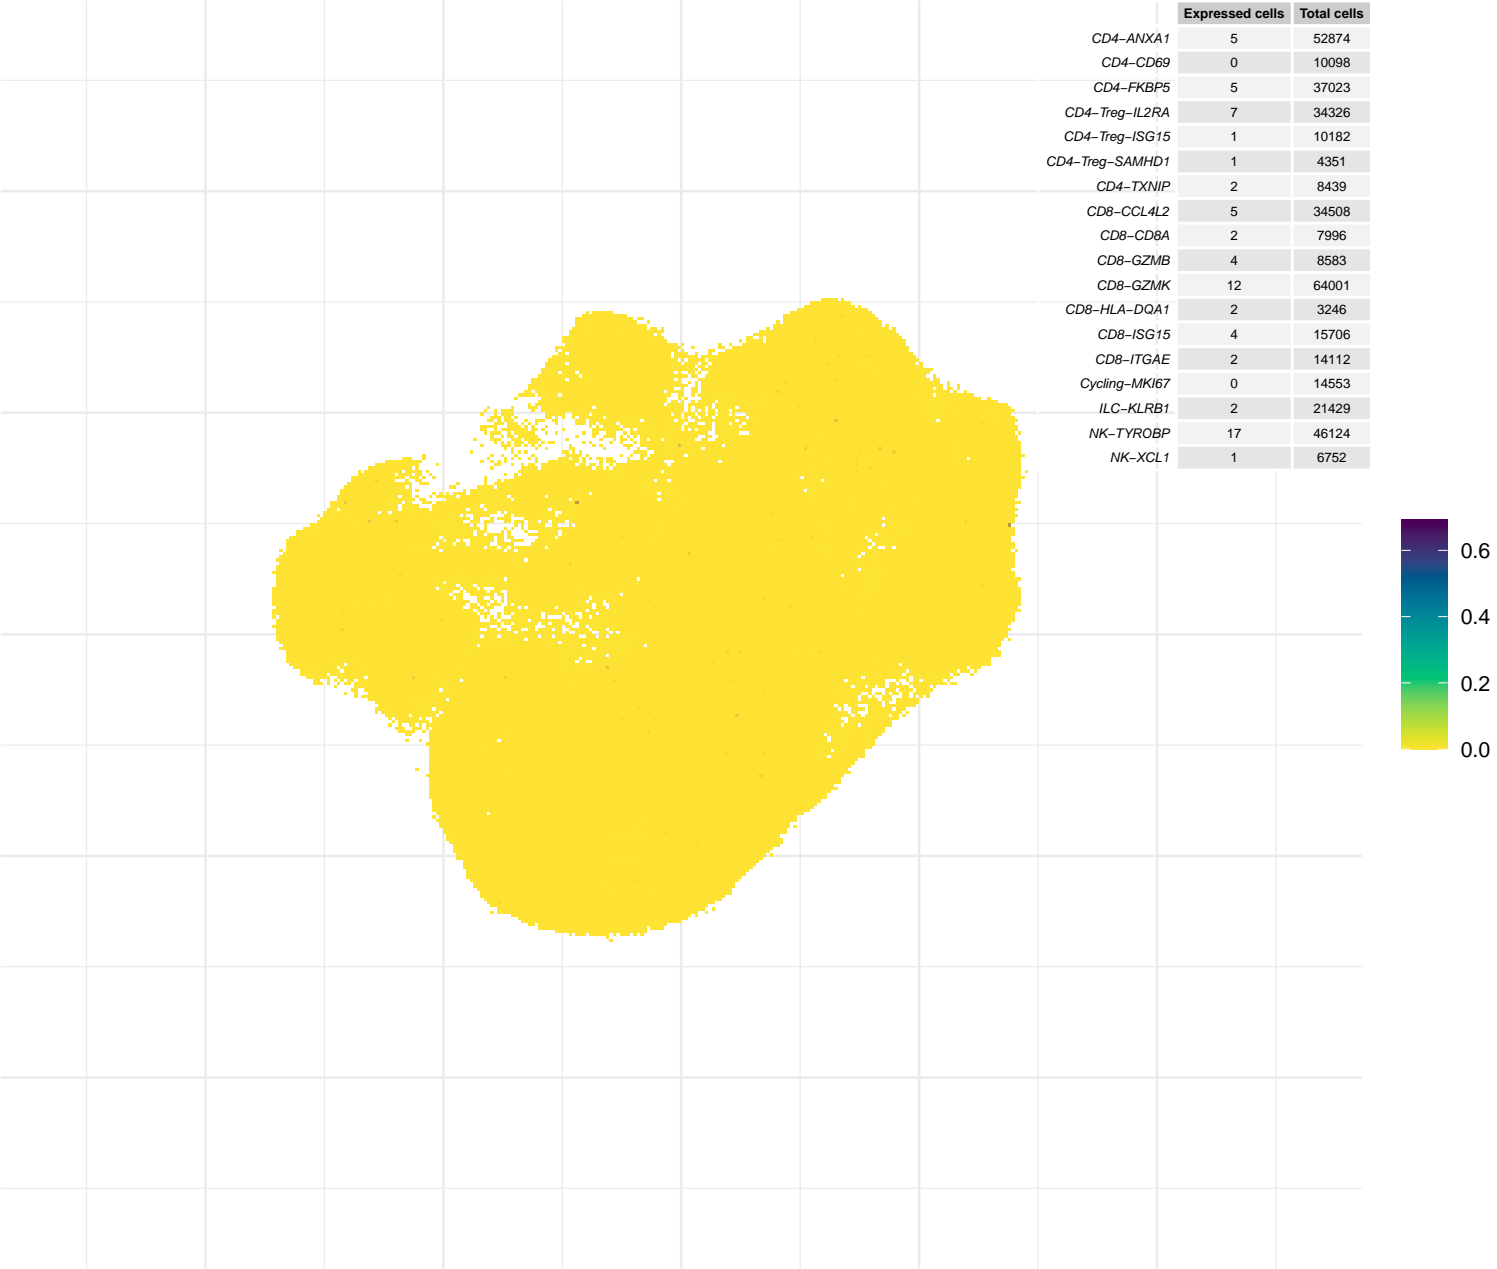 Expressed cells Total cells
CD4−ANXA1 5 52874
CD4−CD69 0 10098
CD4−FKBP5 5 37023
CD4−Treg−IL2RA 7 34326
CD4−Treg−ISG15 1 10182
CD4−Treg−SAMHD1 1 4351
CD4−TXNIP 2 8439
CD8−CCL4L2 5 34508
CD8−CD8A 2 7996
CD8−GZMB 4 8583
CD8−GZMK 12 64001
CD8−HLA−DQA1 2 3246
CD8−ISG15 4 15706
CD8−ITGAE 2 14112
Cycling−MKI67 0 14553
ILC−KLRB1 2 21429
NK−TYROBP 17 46124
NK−XCL1 1 6752
0.6
0.4
0.2
0.0